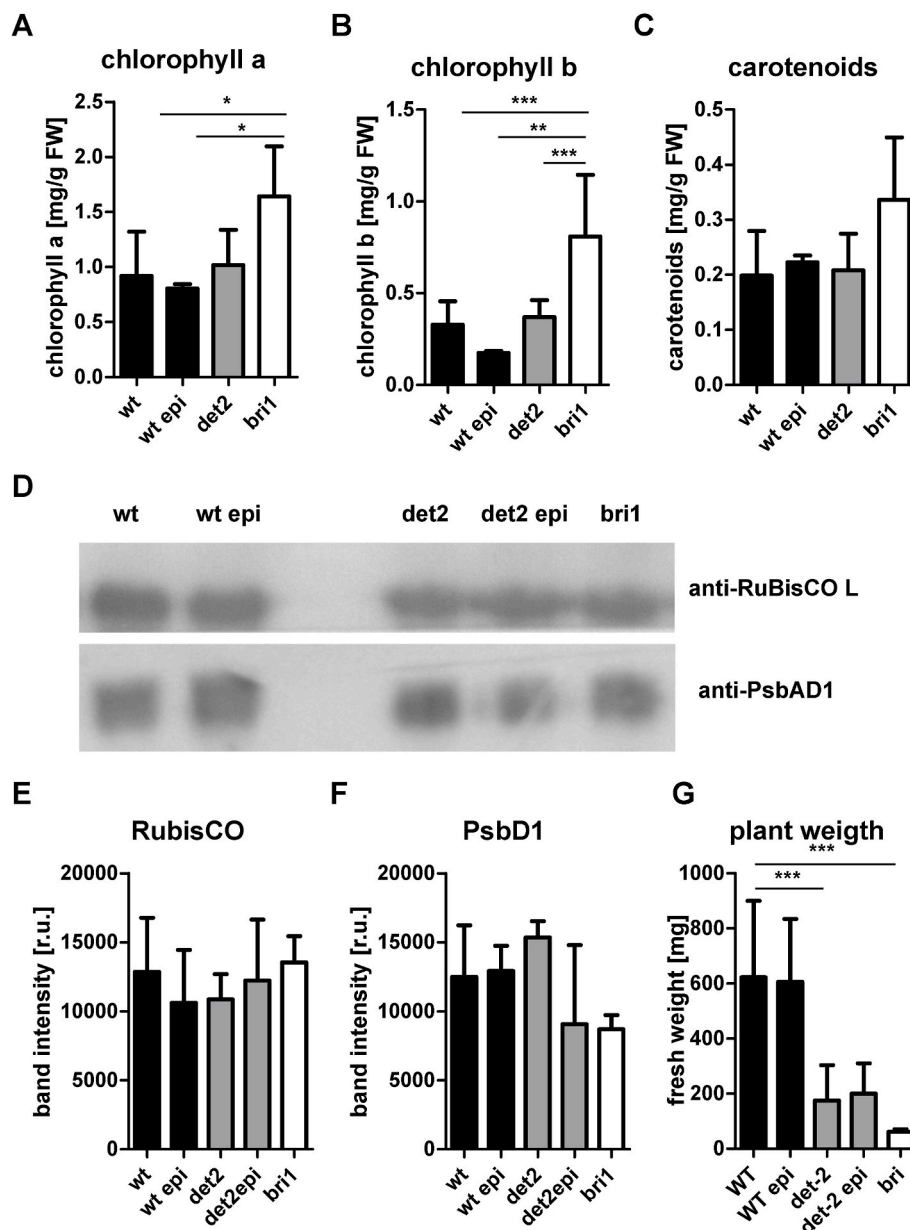 A
chlorophyll a
chlorophyll a [mg/g FW]
2.5
2.0
1.5
1.0
0.5
0.0
*
*
wt
wt epi
det2
bri1
B
chlorophyll b
chlorophyll b [mg/g FW]
1.5
1.0
0.5
0.0
***
**
***
wt
wt epi
det2
bri1
C
carotenoids
carotenoids [mg/g FW]
0.5
0.4
0.3
0.2
0.1
0.0
wt
wt epi
det2
bri1
D
wt wt epi det2 det2 epi bri1
anti-RuBisCO L
anti-PsbAD1
E
RubisCO
band intensity [r.u.]
20000
15000
10000
5000
0
wt
wt epi
det2
det2epi
bri1
F
PsbD1
band intensity [r.u.]
20000
15000
10000
5000
0
wt
wt epi
det2
det2epi
bri1
G
plant weigth
fresh weight [mg]
1000
800
600
400
200
0
***
***
WT
WT epi
det-2
det-2 epi
bri